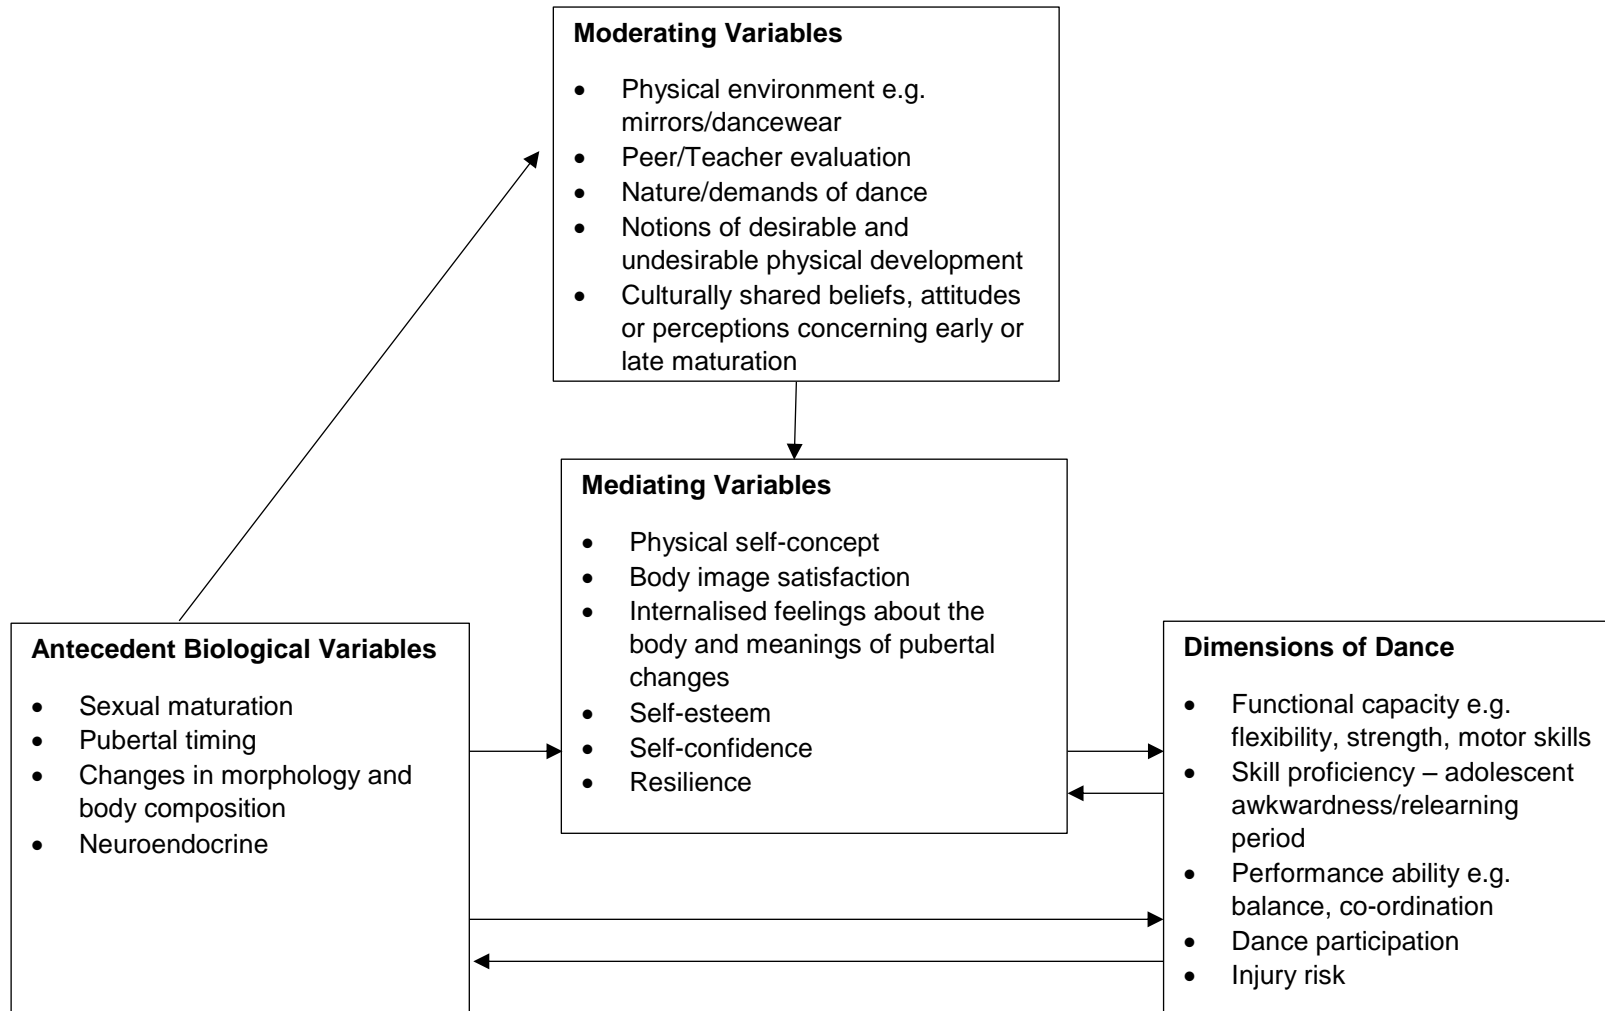 Moderating Variables
• Physical environment e.g.
mirrors/dancewear
• Peer/Teacher evaluation
• Nature/demands of dance
• Notions of desirable and
undesirable physical development
• Culturally shared beliefs, attitudes
or perceptions concerning early or
late maturation
Mediating Variables
• Physical self-concept
• Body image satisfaction
• Internalised feelings about the
body and meanings of pubertal
changes
• Self-esteem
• Self-confidence
• Resilience
Antecedent Biological Variables
• Sexual maturation
• Pubertal timing
• Changes in morphology and
body composition
• Neuroendocrine
Dimensions of Dance
• Functional capacity e.g.
flexibility, strength, motor skills
• Skill proficiency – adolescent
awkwardness/relearning
period
• Performance ability e.g.
balance, co-ordination
• Dance participation
• Injury risk